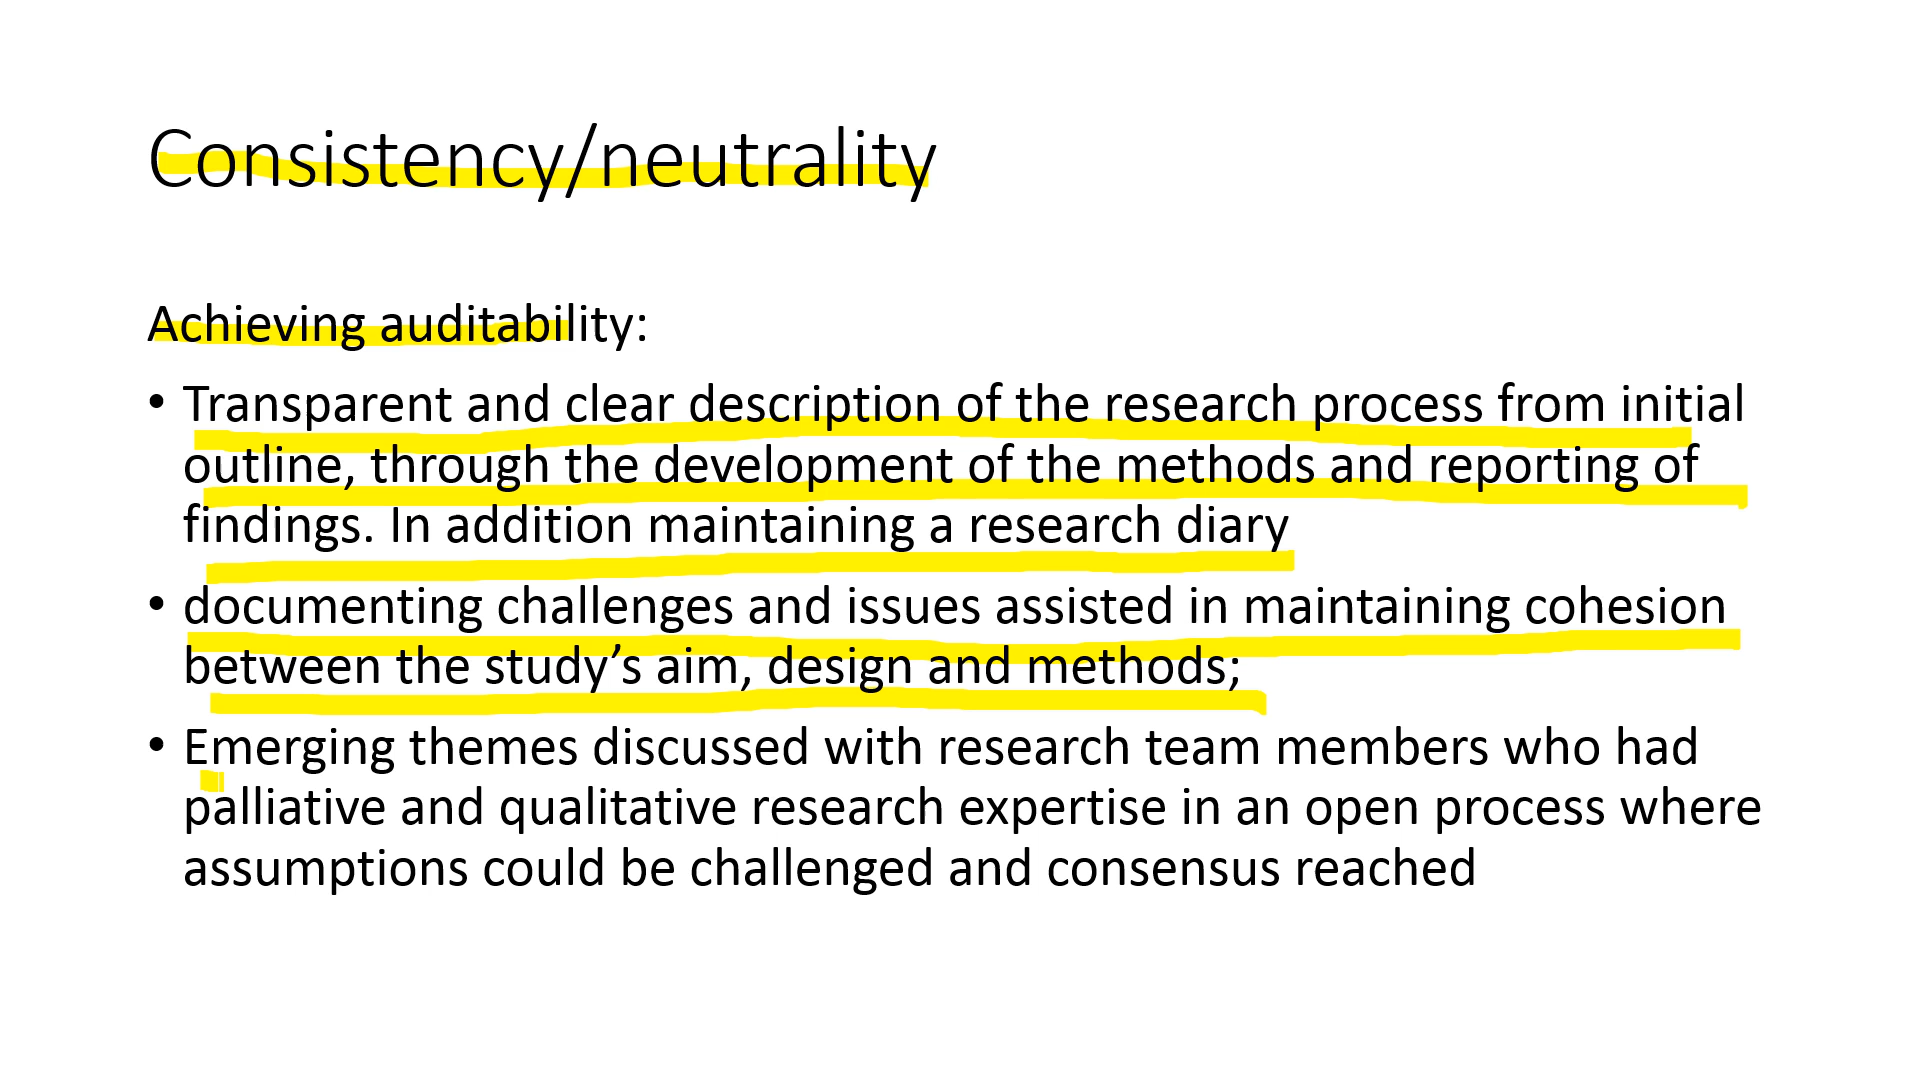 Consistency/neutrality
Achieving auditability:
• Transparent and clear description of the research process from initial
outline, through the development of the methods and reporting of
findings. In addition maintaining a research diary
• documenting challenges and issues assisted in maintaining cohesion
between the study’s aim, design and methods;
• Emerging themes discussed with research team members who had
palliative and qualitative research expertise in an open process where
assumptions could be challenged and consensus reached